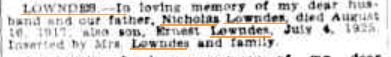 LOWNDES.—In loving memory of my dear hus-
band and our father, Nicholas Lowndes, died August
16, 1917, also son, Ernest Lowndes, July 4, 1925.
Inserted by Mrs. Lowndes and family.